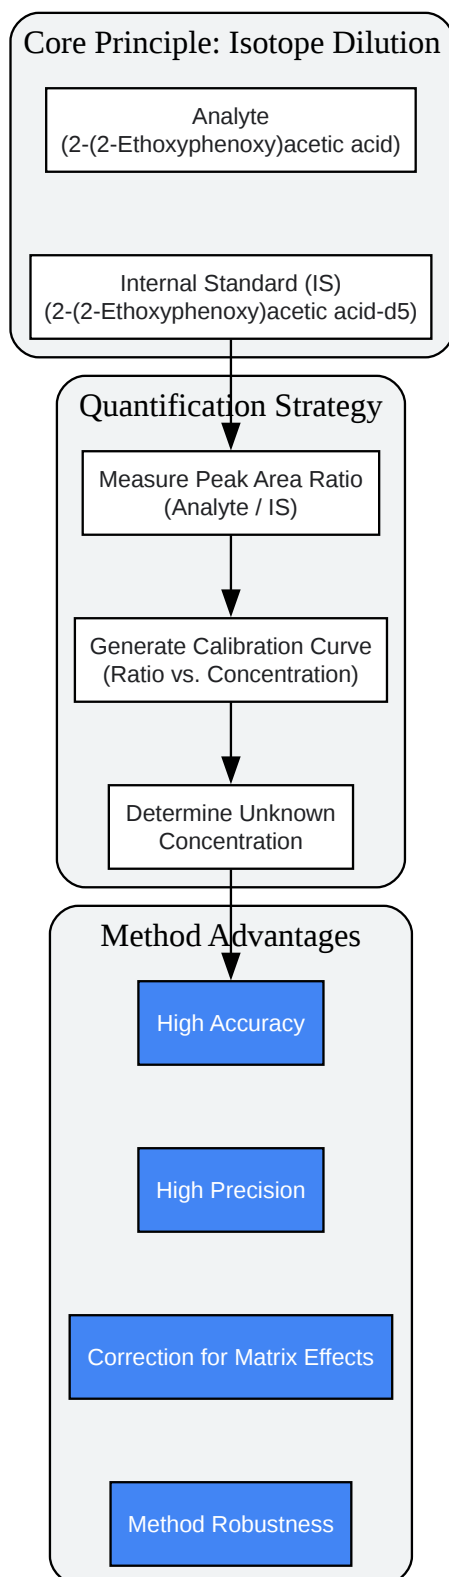 Core Principle: Isotope Dilution
Analyte
(2-(2-Ethoxyphenoxy)acetic acid)
Internal Standard (IS)
(2-(2-Ethoxyphenoxy)acetic acid-d5)
Quantification Strategy
Measure Peak Area Ratio
(Analyte / IS)
Generate Calibration Curve
(Ratio vs. Concentration)
Determine Unknown
Concentration
Method Advantages
High Accuracy
High Precision
Correction for Matrix Effects
Method Robustness